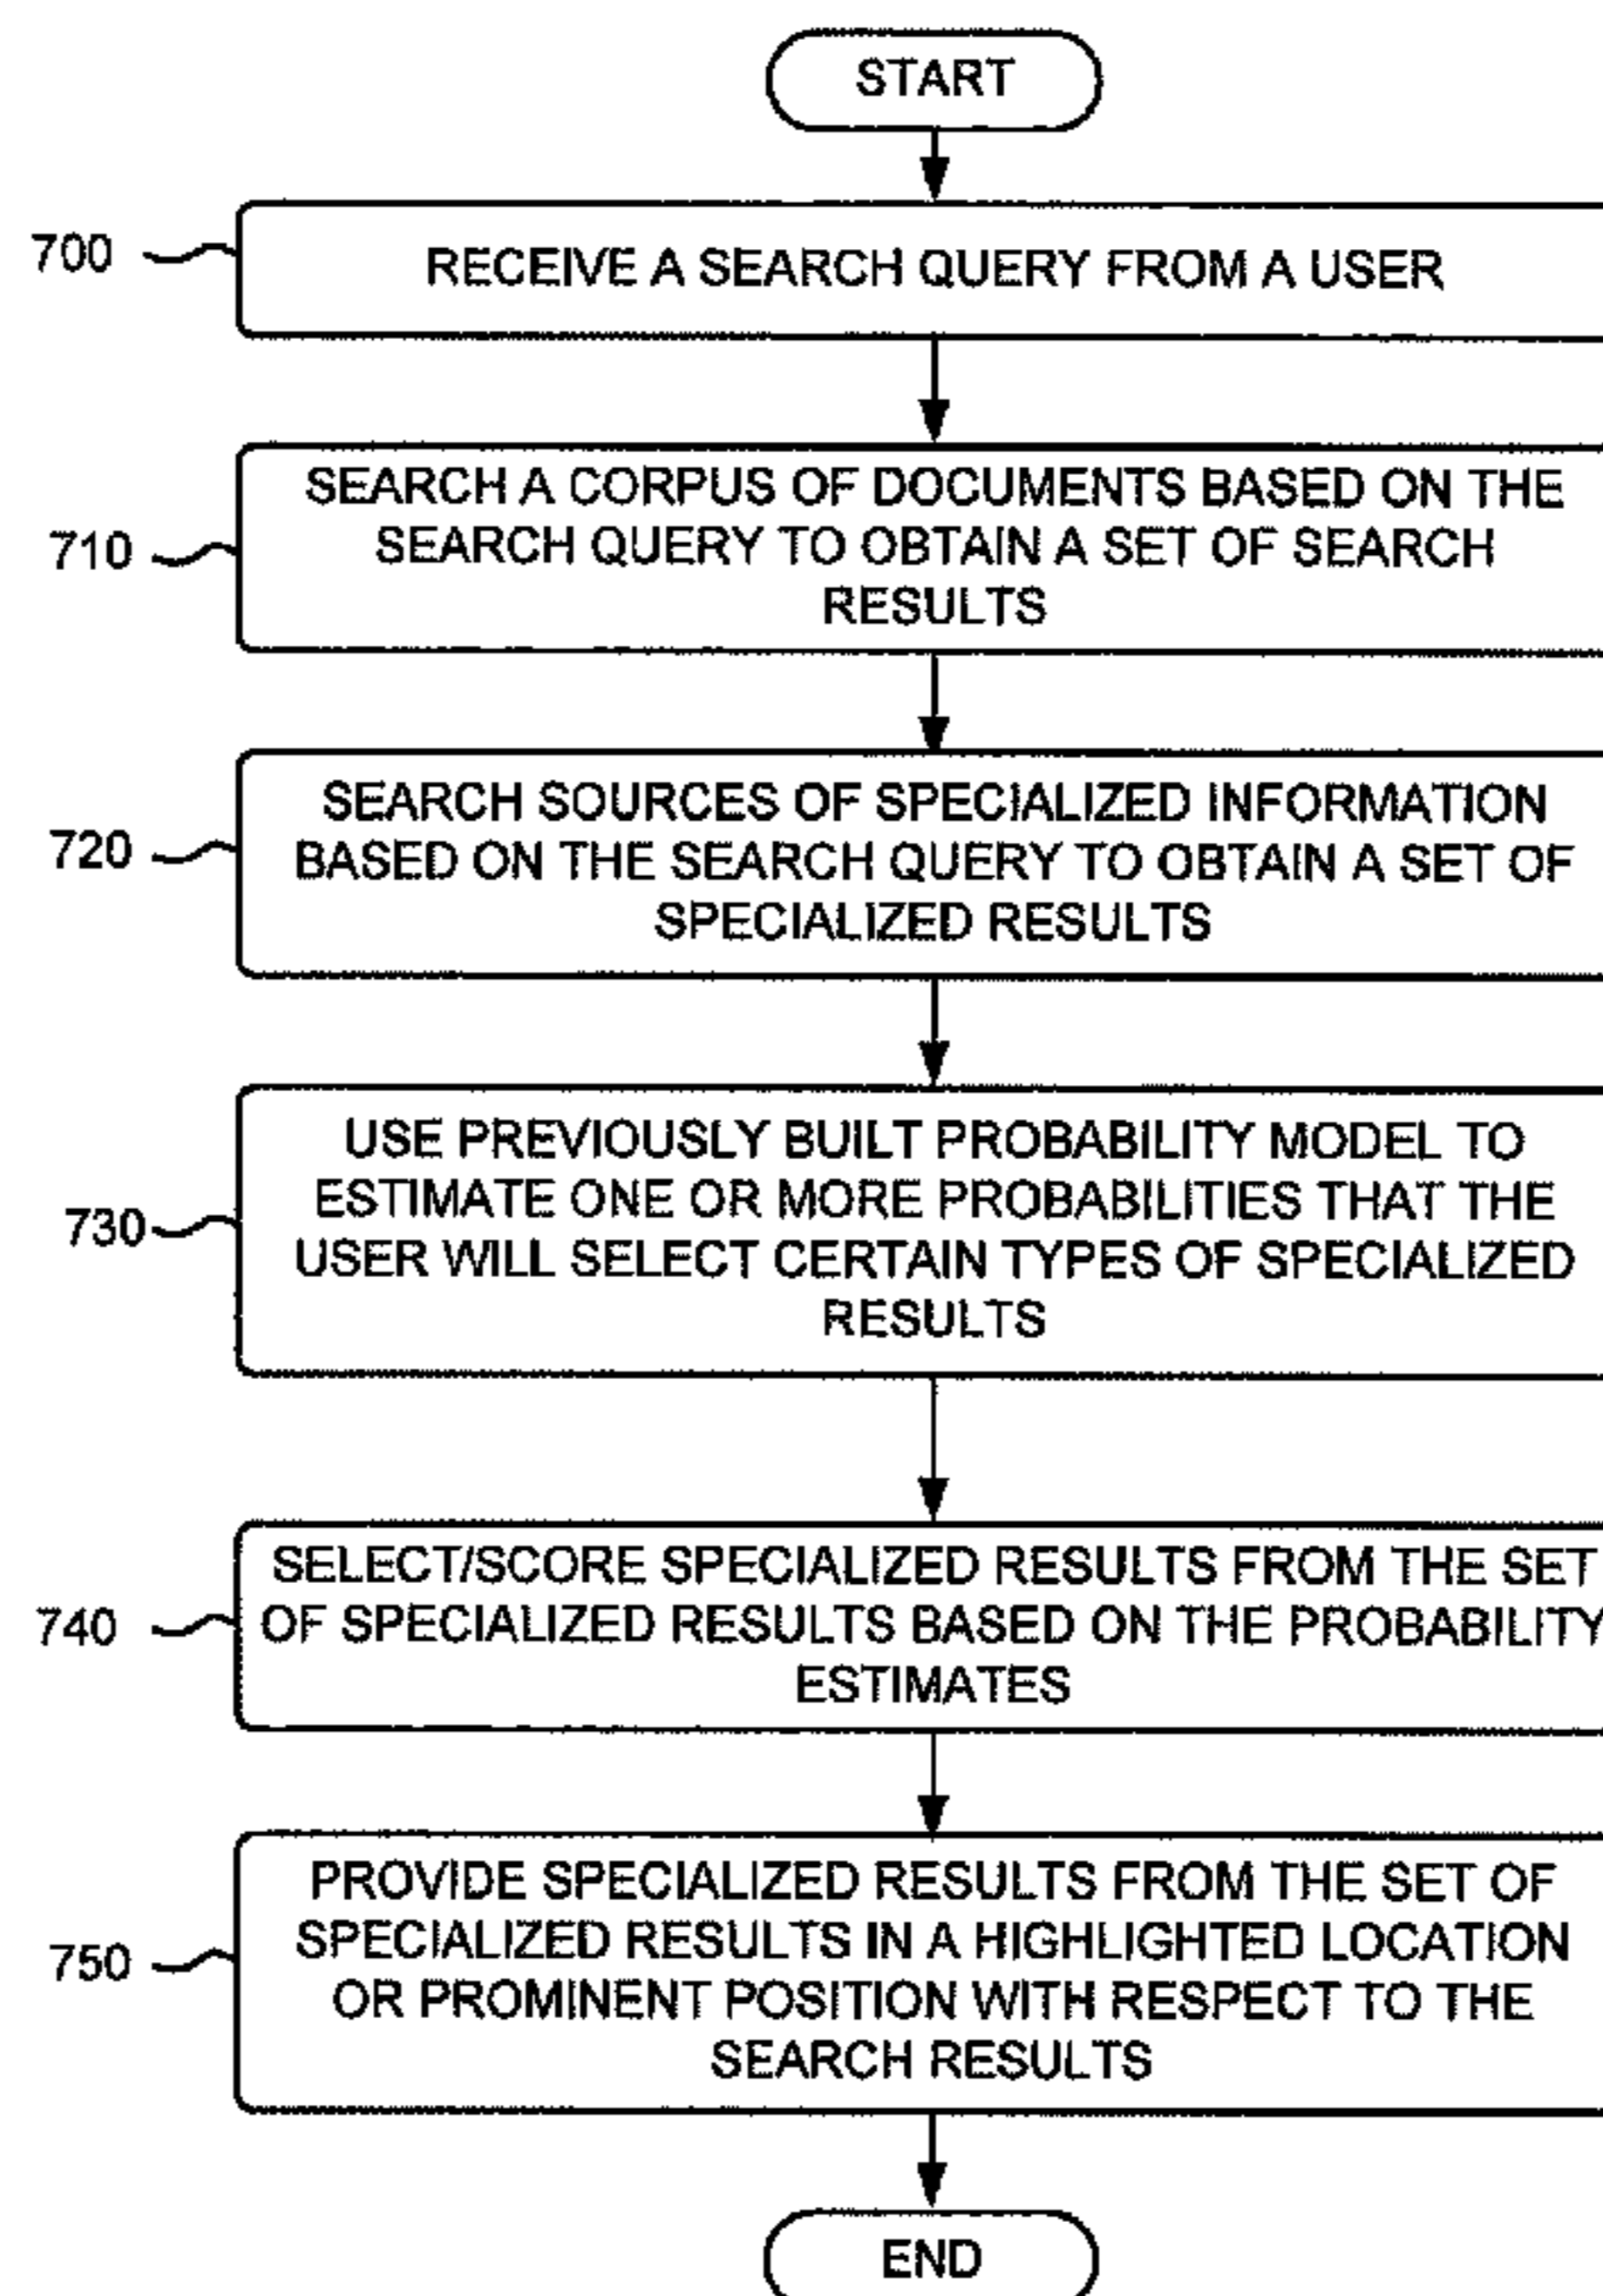 START
700
RECEIVE A SEARCH QUERY FROM A USER
SEARCH A CORPUS OF DOCUMENTS BASED ON THE
710
SEARCH QUERY TO OBTAIN A SET OF SEARCH
RESULTS
SEARCH SOURCES OF SPECIALIZED INFORMATION
720
BASED ON THE SEARCH QUERY TO OBTAIN A SET OF
SPECIALIZED RESULTS
USE PREVIOUSLY BUILT PROBABILITY MODEL TO
ESTIMATE ONE OR MORE PROBABILITIES THAT THE
730
USER WILL SELECT CERTAIN TYPES OF SPECIALIZED
RESULTS
SELECT/SCORE SPECIALIZED RESULTS FROM THE SET
740
OF SPECIALIZED RESULTS BASED ON THE PROBABILITY
ESTIMATES
PROVIDE SPECIALIZED RESULTS FROM THE SET OF
SPECIALIZED RESULTS IN A HIGHLIGHTED LOCATION
750
OR PROMINENT POSITION WITH RESPECT TO THE
SEARCH RESULTS
END